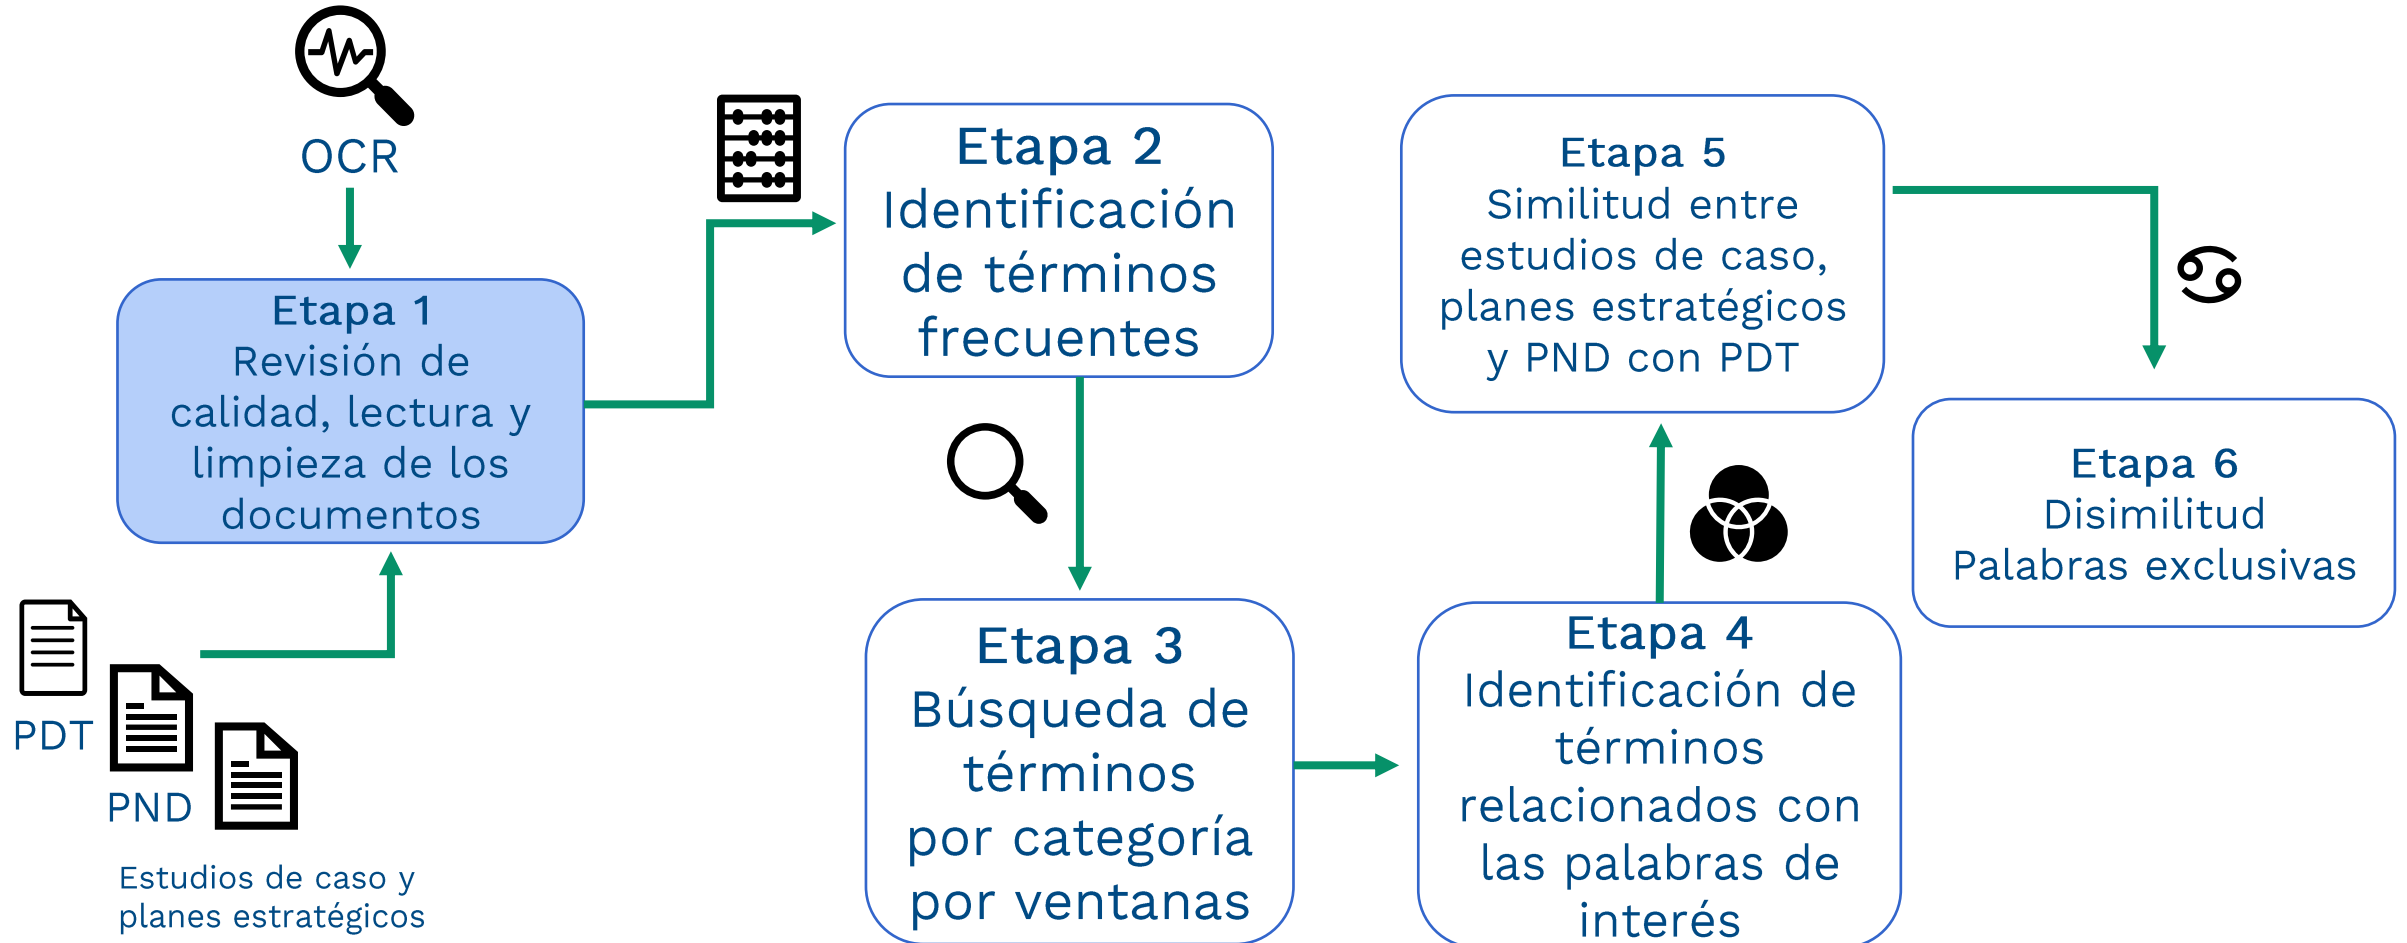 OCR
Etapa 1
Revisión de
calidad, lectura y
limpieza de los
documentos
PDT
PND
Estudios de caso y
planes estratégicos
Etapa 2
Identificación
de términos
frecuentes
Etapa 3
Búsqueda de
términos
por categoría
por ventanas
Etapa 4
Identificación de
términos
relacionados con
las palabras de
interés
Etapa 5
Similitud entre
estudios de caso,
planes estratégicos
y PND con PDT
Etapa 6
Disimilitud
Palabras exclusivas